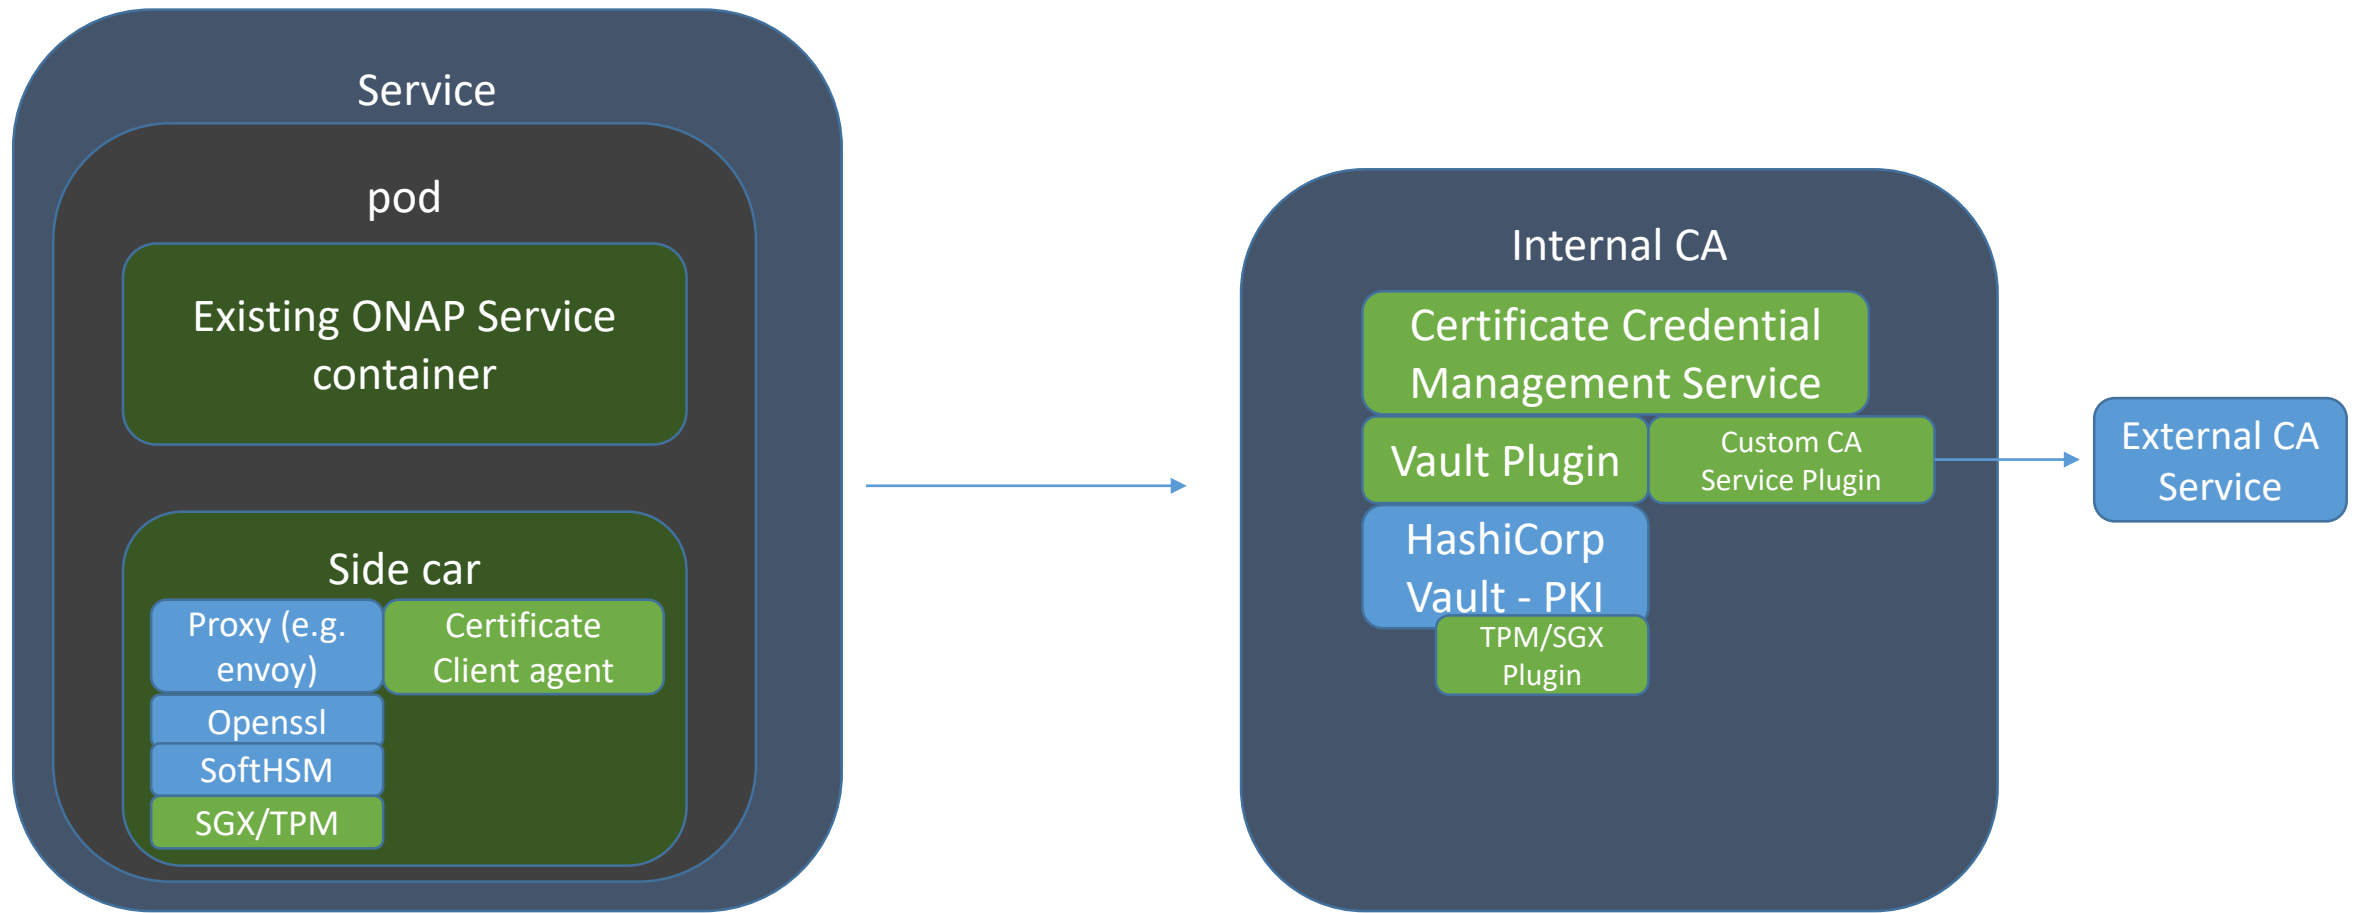 Service
pod
Existing ONAP Service
container
Side car
Proxy (e.g.
envoy)
Certificate
Client agent
Openssl
SoftHSM
SGX/TPM
Internal CA
Certificate Credential
Management Service
Vault Plugin
Custom CA
Service Plugin
HashiCorp
Vault - PKI
TPM/SGX
Plugin
External CA
Service